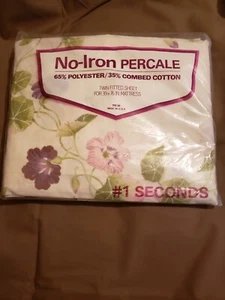 No-Iron PERCALE
65% POLYESTER/35% COMBED COTTON
TWIN FITTED SHEET
#1 SECONDS